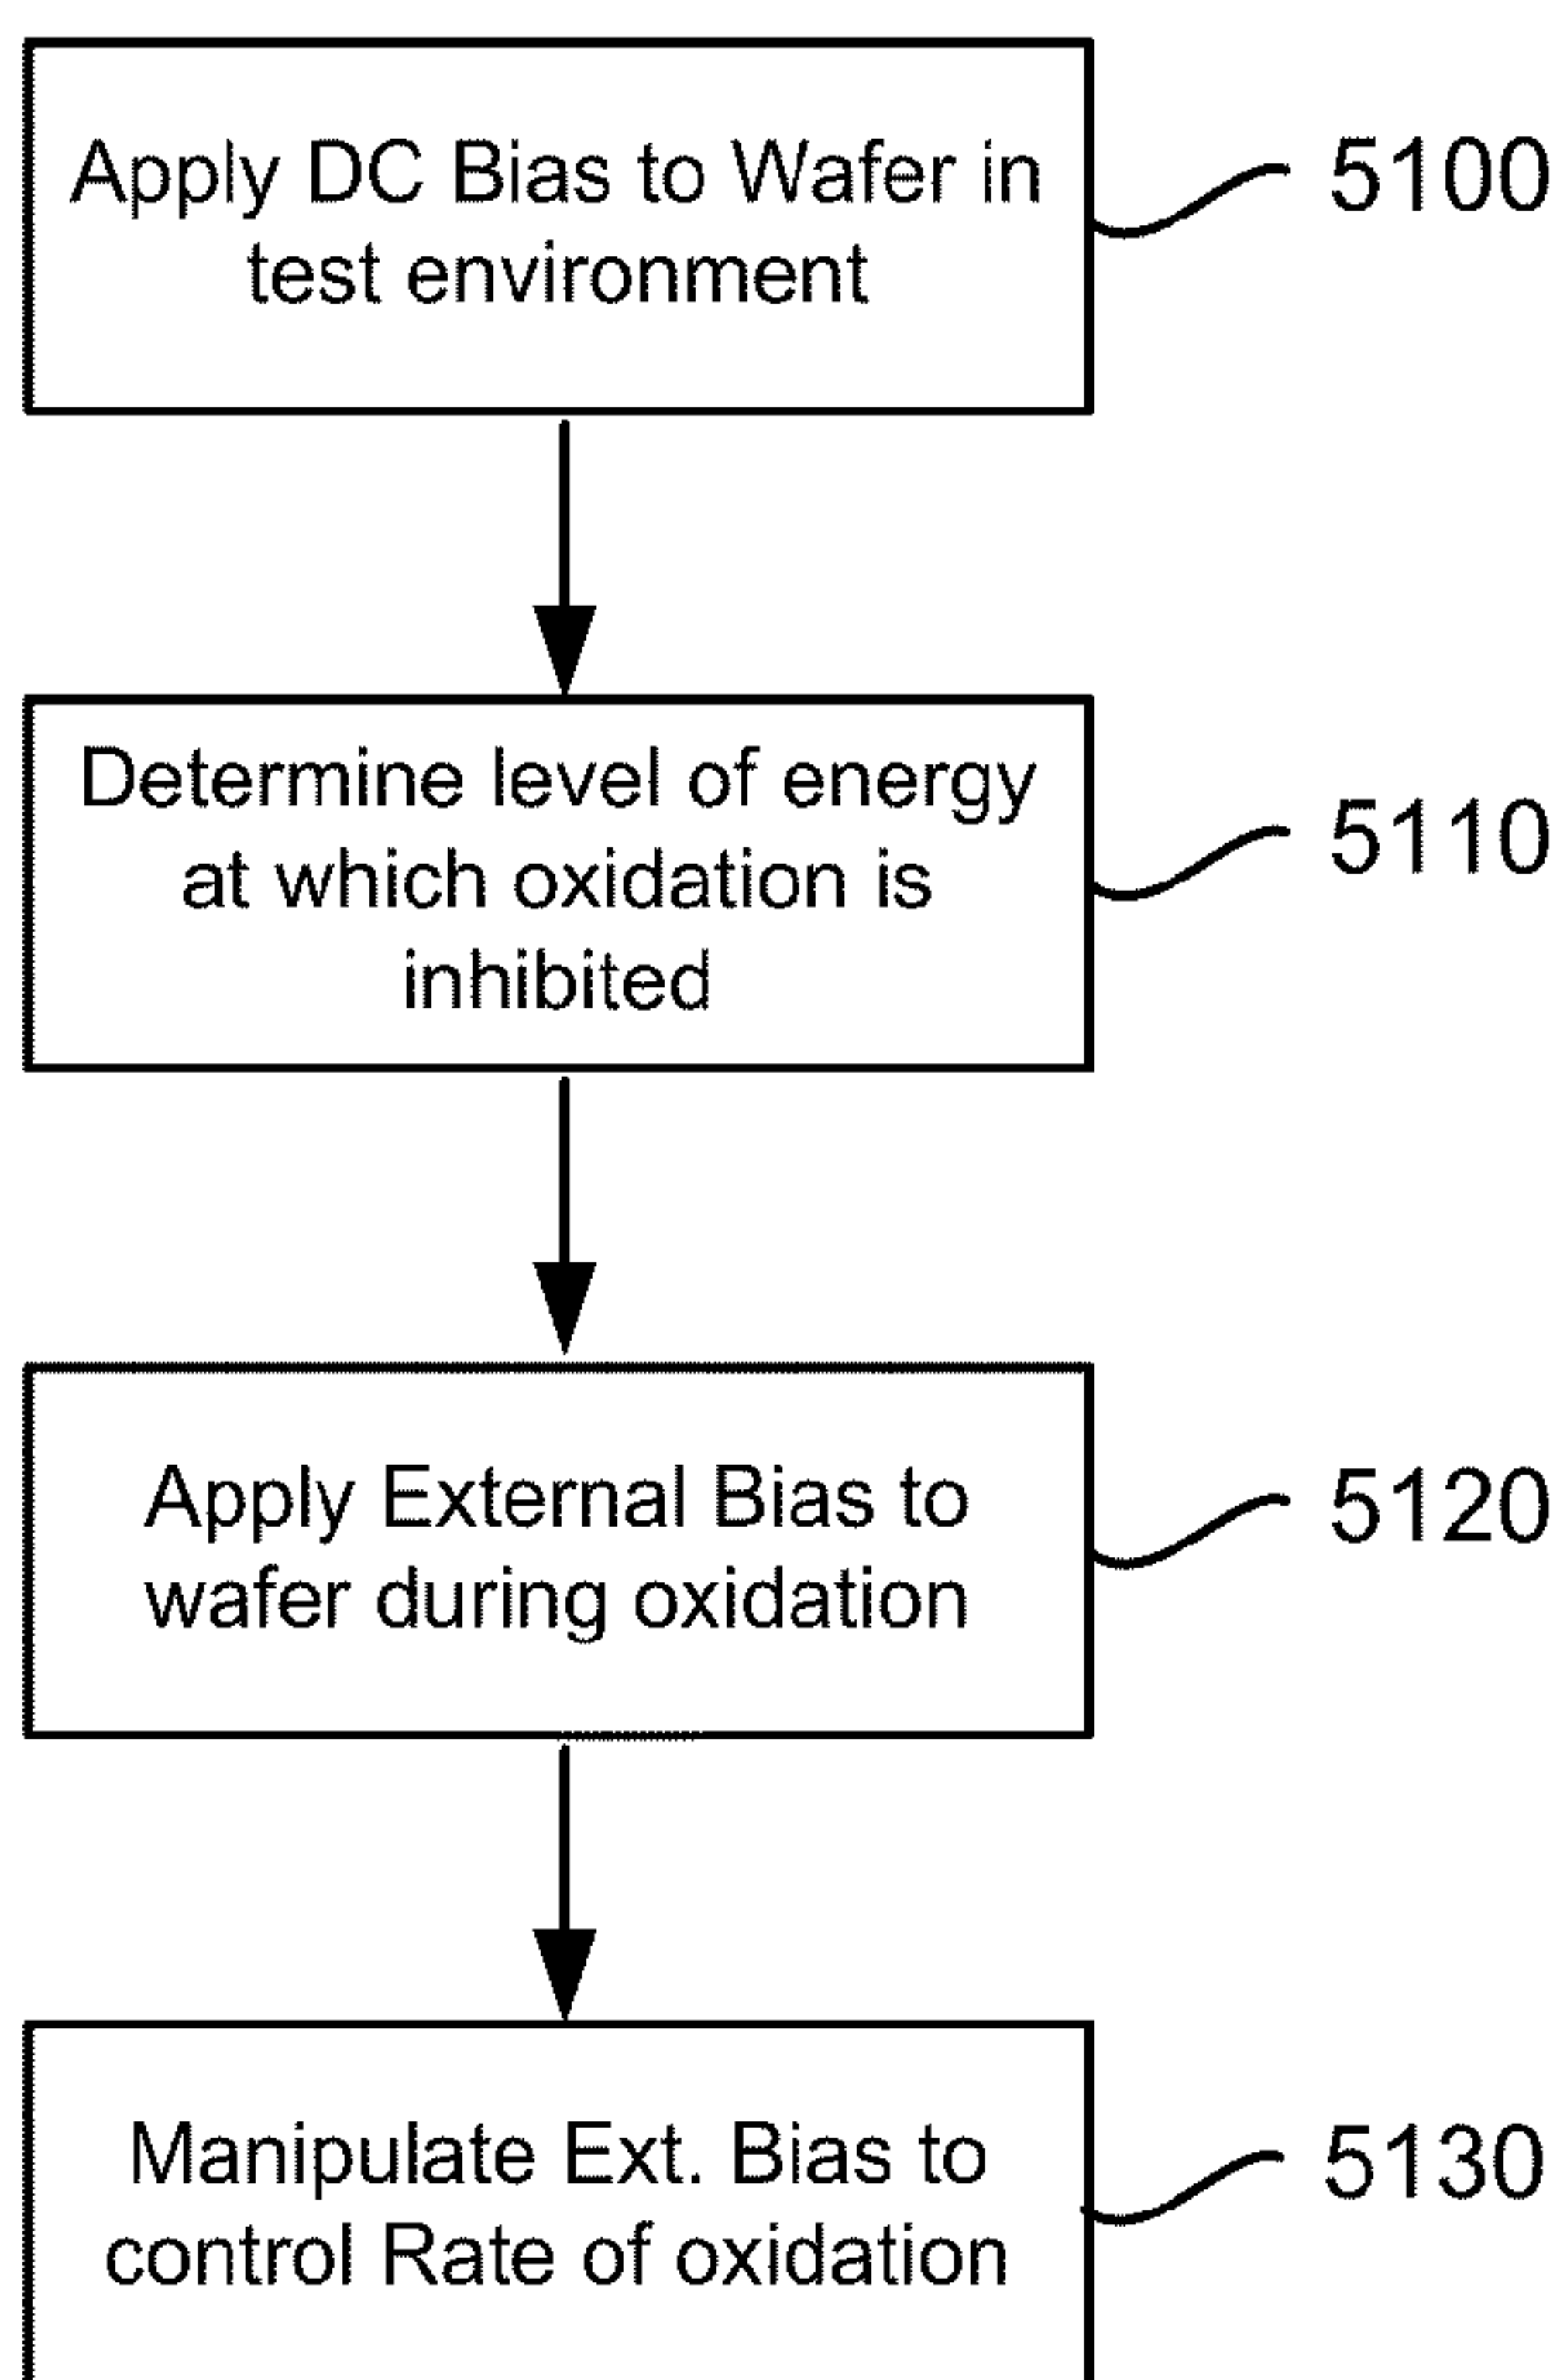 Apply DC Bias to Wafer in
test environment
5100
Determine level of energy
at which oxidation is
inhibited
5110
Apply External Bias to
wafer during oxidation
5120
Manipulate Ext. Bias to
control Rate of oxidation
5130